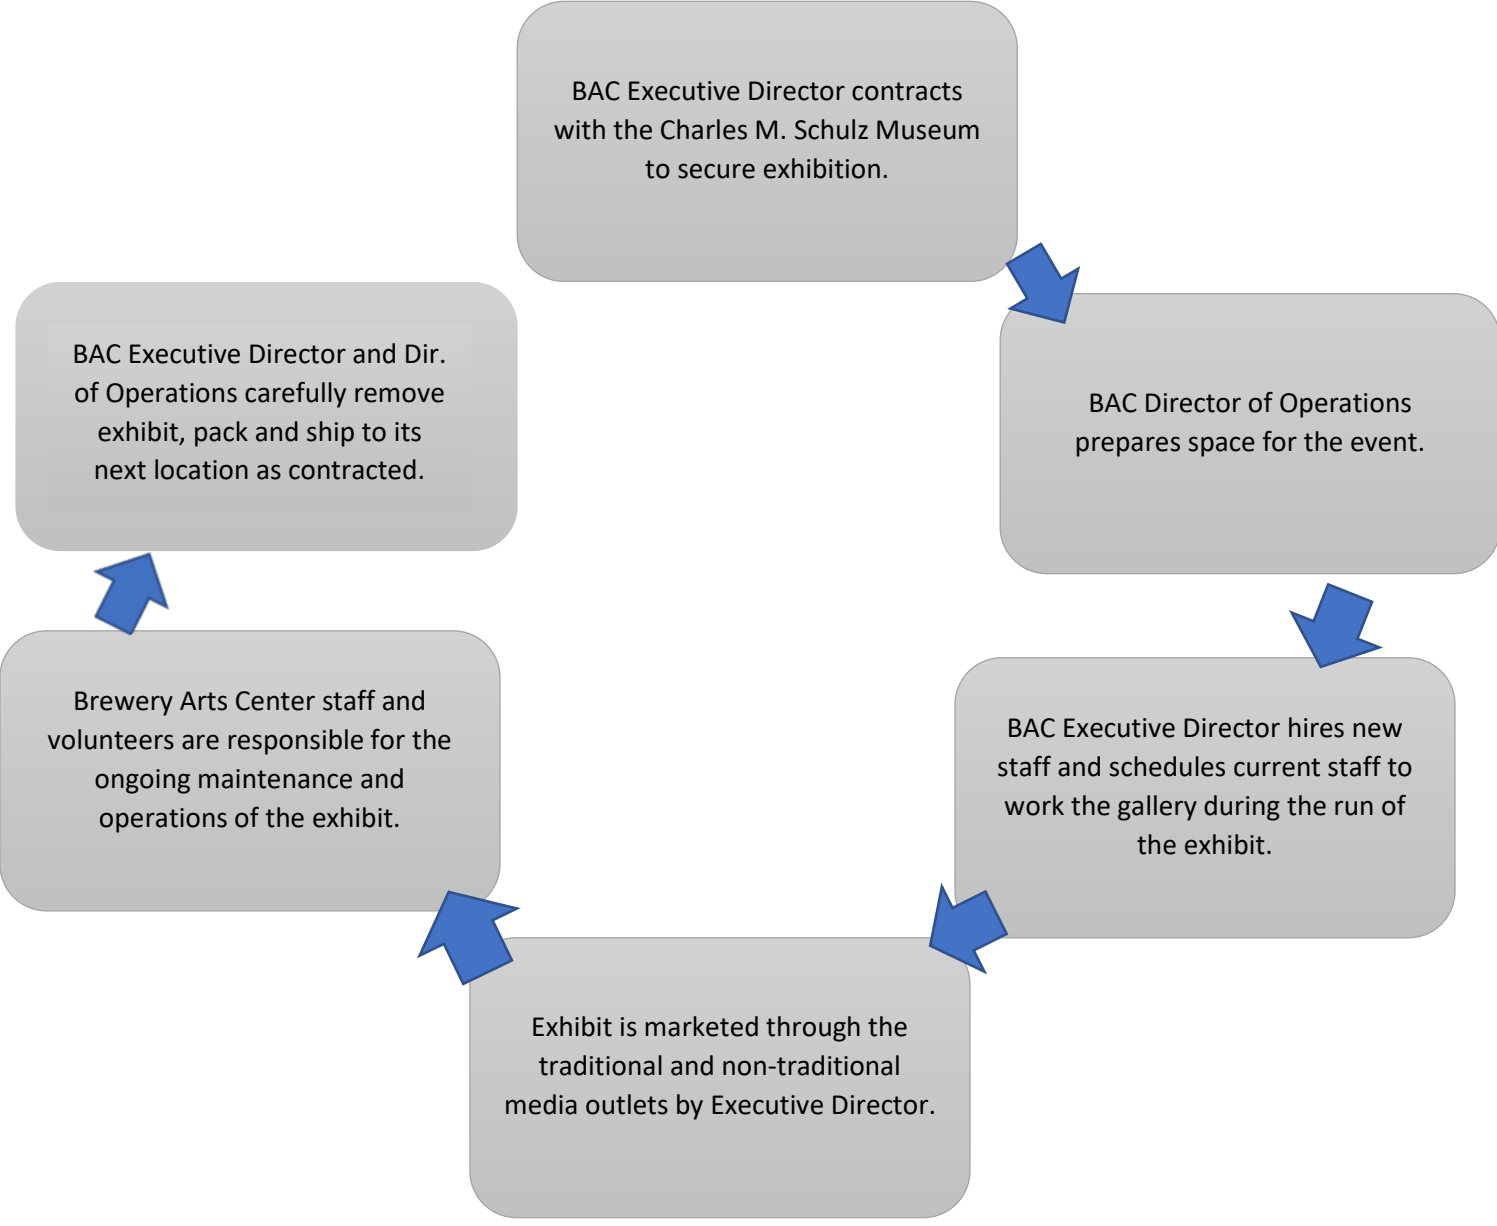 BAC Executive Director contracts
with the Charles M. Schulz Museum
to secure exhibition.
BAC Director of Operations
prepares space for the event.
BAC Executive Director hires new
staff and schedules current staff to
work the gallery during the run of
the exhibit.
Exhibit is marketed through the
traditional and non-traditional
media outlets by Executive Director.
Brewery Arts Center staff and
volunteers are responsible for the
ongoing maintenance and
operations of the exhibit.
BAC Executive Director and Dir.
of Operations carefully remove
exhibit, pack and ship to its
next location as contracted.